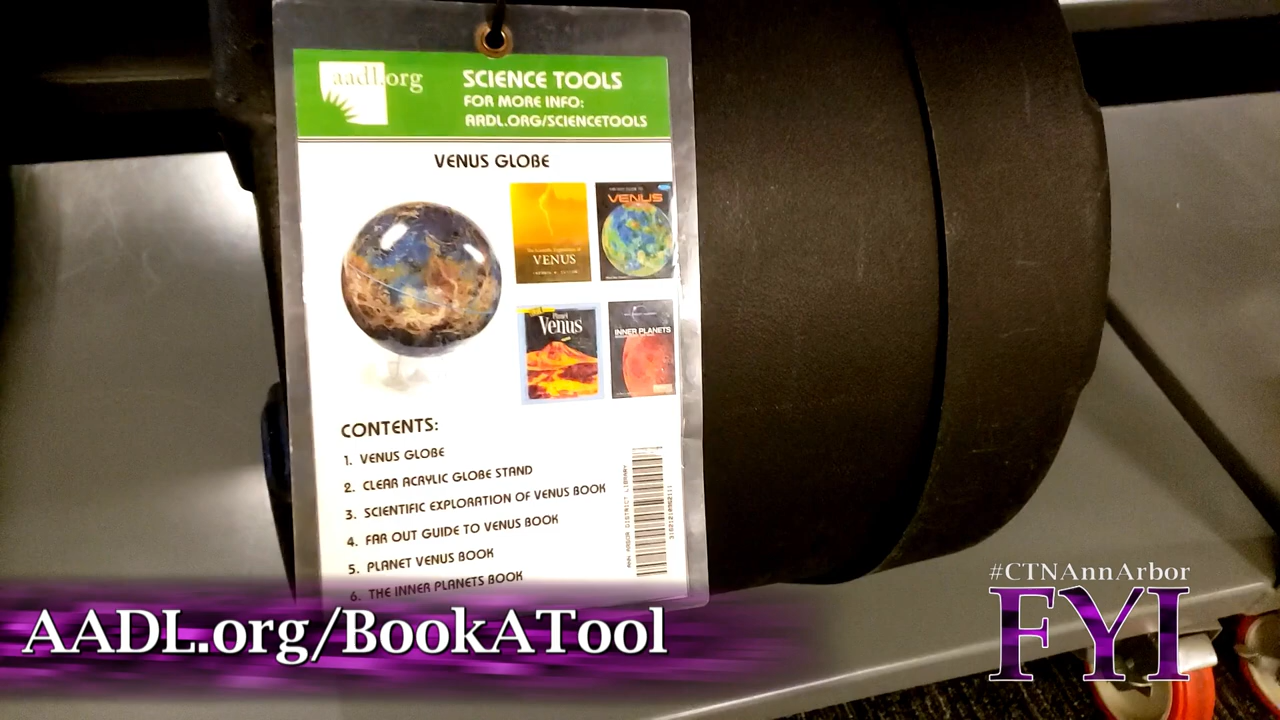 aadl.org
SCIENCE TOOLS
FOR MORE INFO:
AADL.ORG/SCIENCETOOLS
VENUS GLOBE
VENUS
VENUS
Planet
Venus
INNER PLANETS
CONTENTS:
1. VENUS GLOBE
2. CLEAR ACRYLIC GLOBE STAND
3. SCIENTIFIC EXPLORATION OF VENUS BOOK
4. FAR OUT GUIDE TO VENUS BOOK
5. PLANET VENUS BOOK
6. THE INNER PLANETS BOOK
ANN ARBOR DISTRICT LIBRARY
#CTNAnnArbor
FYI
AADL.org/BookATool